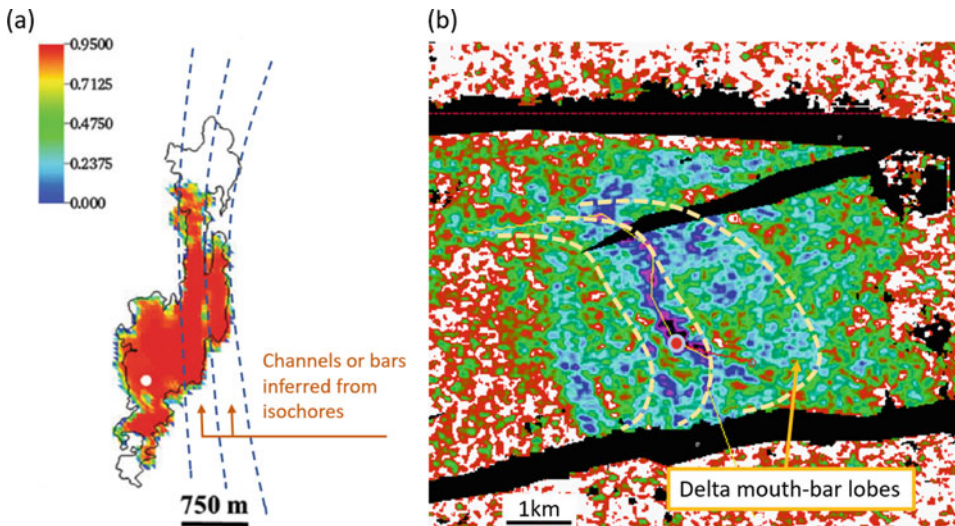 (a)
(b)
0.9500
0.7125
0.4750
0.2375
0.000
Channels or bars
inferred from
isochores
750 m
1km
Delta mouth-bar lobes